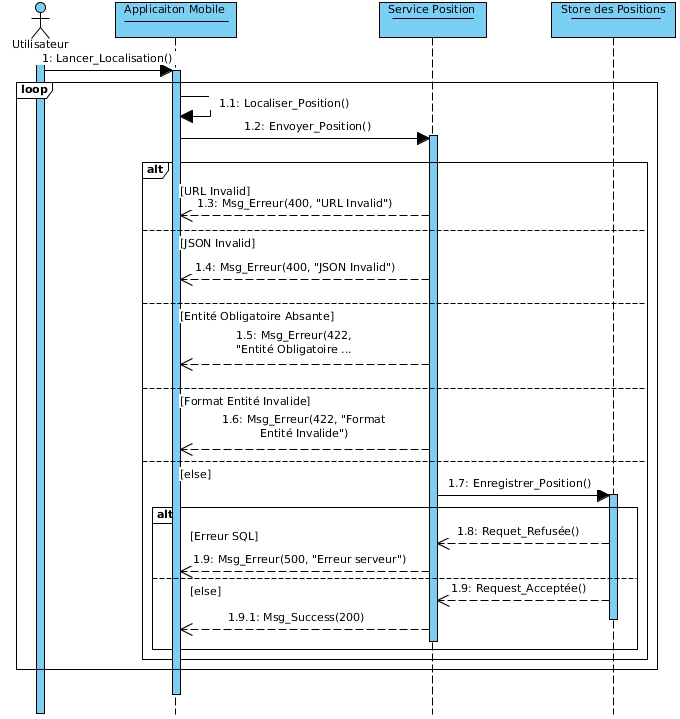 Applicaiton Mobile
Service Position
Store des Positions
Utilisateur
1: Lancer_Localisation()
loop
1.1: Localiser_Position()
1.2: Envoyer_Position()
alt
[URL Invalid]
1.3: Msg_Erreur(400, "URL Invalid")
[JSON Invalid]
1.4: Msg_Erreur(400, "JSON Invalid")
[Entité Obligatoire Absante]
1.5: Msg_Erreur(422,
"Entité Obligatoire ...
[Format Entité Invalide]
1.6: Msg_Erreur(422, "Format
Entité Invalide")
[else]
1.7: Enregistrer_Position()
alt
[Erreur SQL]
1.8: Requet_Refusée()
1.9: Msg_Erreur(500, "Erreur serveur")
[else]
1.9: Request_Acceptée()
1.9.1: Msg_Success(200)